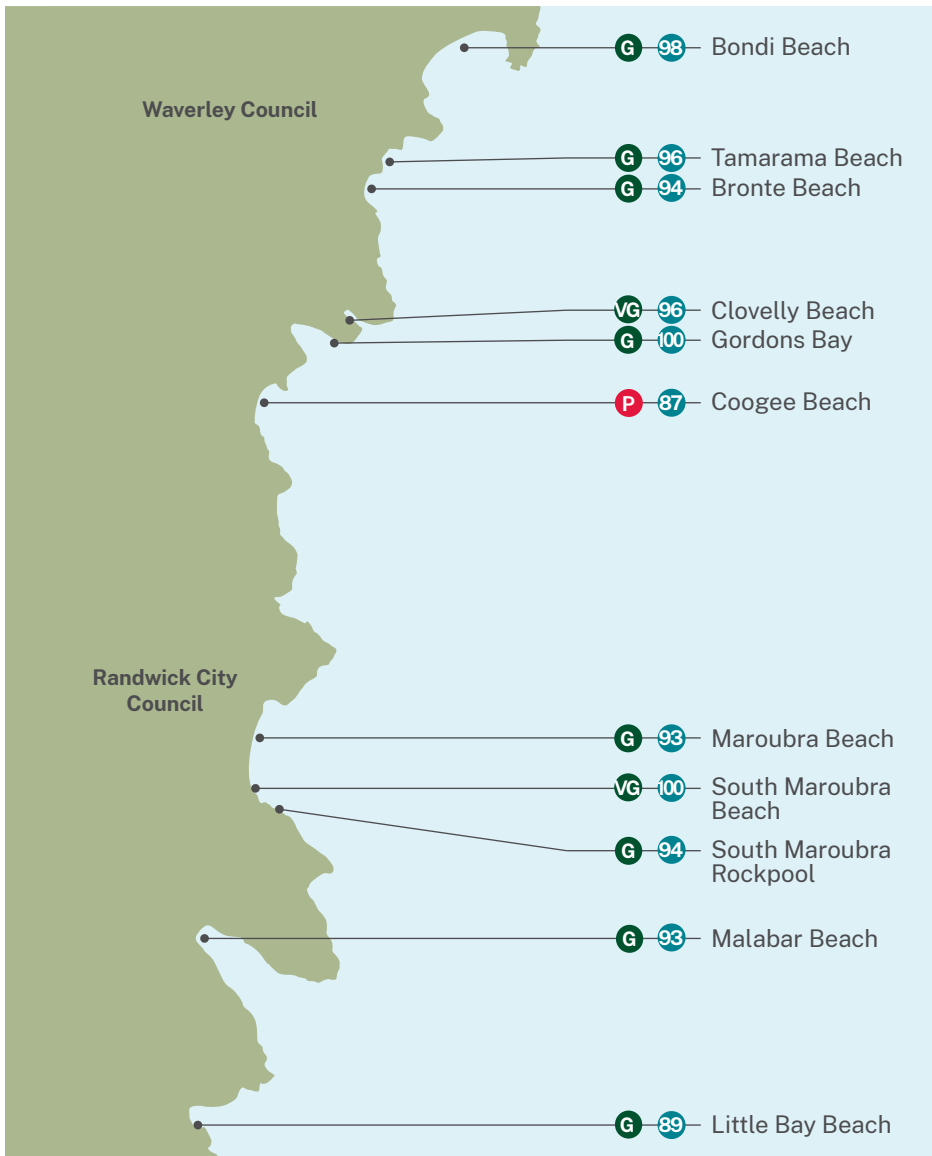 G 98 Bondi Beach
Waverley Council
G 96 Tamarama Beach
G 94 Bronte Beach
VG 96 Clovelly Beach
G 100 Gordons Bay
P 87 Coogee Beach
Randwick City
Council
G 93 Maroubra Beach
VG 100 South Maroubra
Beach
G 94 South Maroubra
Rockpool
G 93 Malabar Beach
G 89 Little Bay Beach